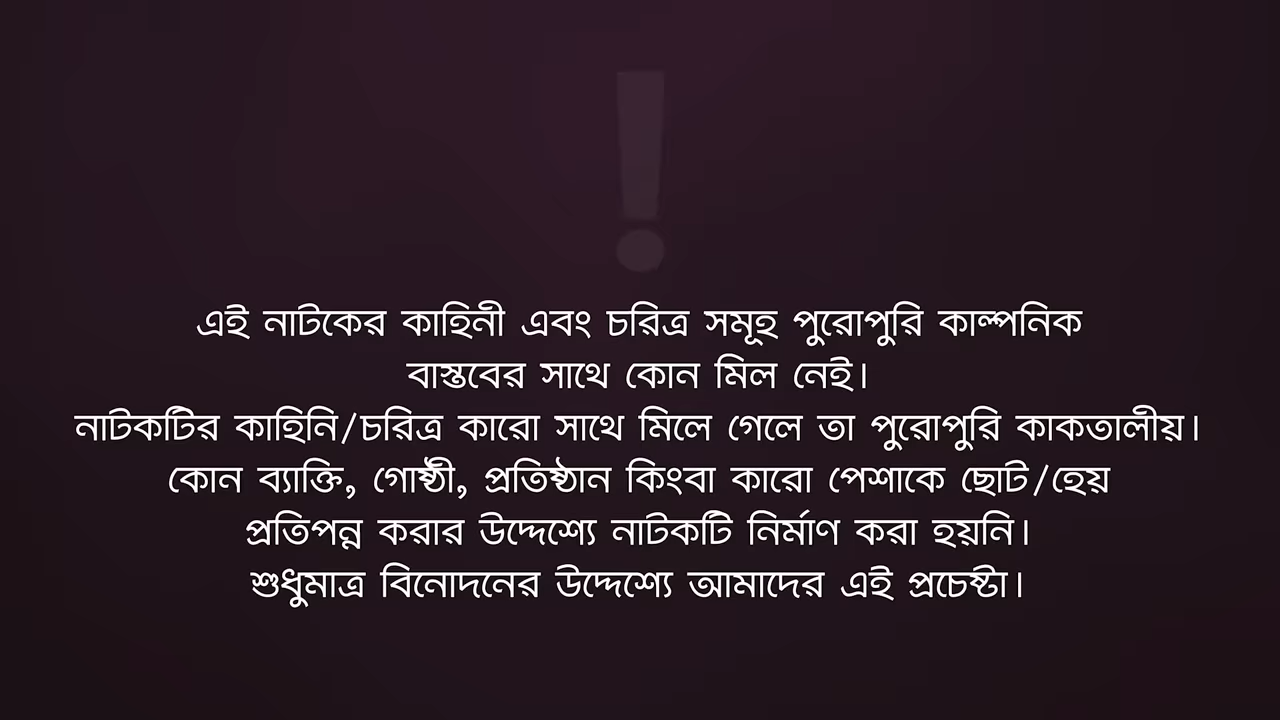 এই নাটকের কাহিনী এবং চরিত্র সমূহ পুরোপুরি কাল্পনিক
বাস্তবের সাথে কোন মিল নেই।
নাটকটির কাহিনি/চরিত্র কারো সাথে মিলে গেলে তা পুরোপুরি কাকতালীয়।
কোন ব্যাক্তি, গোষ্ঠী, প্রতিষ্ঠান কিংবা কারো পেশাকে ছোট/হেয়
প্রতিপন্ন করার উদ্দেশ্যে নাটকটি নির্মাণ করা হয়নি।
শুধুমাত্র বিনোদনের উদ্দেশ্যে আমাদের এই প্রচেষ্টা।